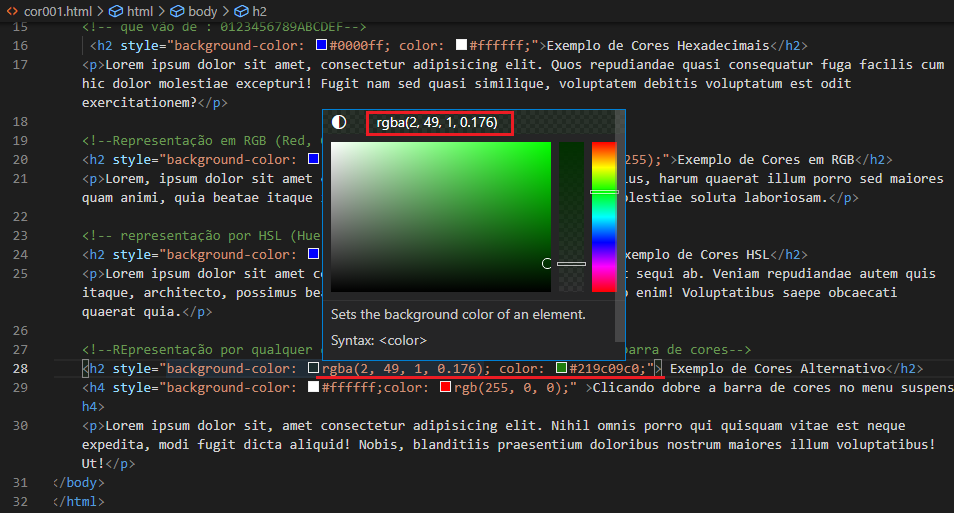 cor001.html > html > body > h2
15 <!-- que vão de : 0123456789ABCDEF-->
16 <h2 style="background-color: #0000ff; color: #ffffff;">Exemplo de Cores Hexadecimais</h2>
17 <p>Lorem ipsum dolor sit amet, consectetur adipisicing elit. Quos repudiandae quasi consequatur fuga facilis cum
hic dolor molestiae excepturi! Fugit nam sed quasi similique, voluptatem debitis voluptatum est odit
exercitationem?</p>
18
rgba(2, 49, 1, 0.176)
19 <!--Representação em RGB (Red,
20 <h2 style="background-color: 255);">Exemplo de Cores em RGB</h2>
21 <p>Lorem, ipsum dolor sit amet us, harum quaerat illum porro sed maiores
quam animi, quia beatae itaque lestiae soluta laboriosam.</p>
22
23 <!-- representação por HSL (Hue
24 <h2 style="background-color: xemplo de Cores HSL</h2>
25 <p>Lorem ipsum dolor sit amet co t sequi ab. Veniam repudiandae autem quis
itaque, architecto, possimus bea o enim! Voluptatibus saepe obcaecati
quaerat quia.</p>
Sets the background color of an element.
26
Syntax: <color>
27 <!--REpresentação por qualquer barra de cores-->
28 <h2 style="background-color: rgba(2, 49, 1, 0.176); color: #219c09c0;"> Exemplo de Cores Alternativo</h2>
29 <h4 style="background-color: #ffffff;color: rgb(255, 0, 0);" >Clicando dobre a barra de cores no menu suspens
h4>
30 <p>Lorem ipsum dolor sit, amet consectetur adipisicing elit. Nihil omnis porro qui quisquam vitae est neque
expedita, modi fugit dicta aliquid! Nobis, blanditiis praesentium doloribus nostrum maiores illum voluptatibus!
Ut!</p>
31 </body>
32 </html>